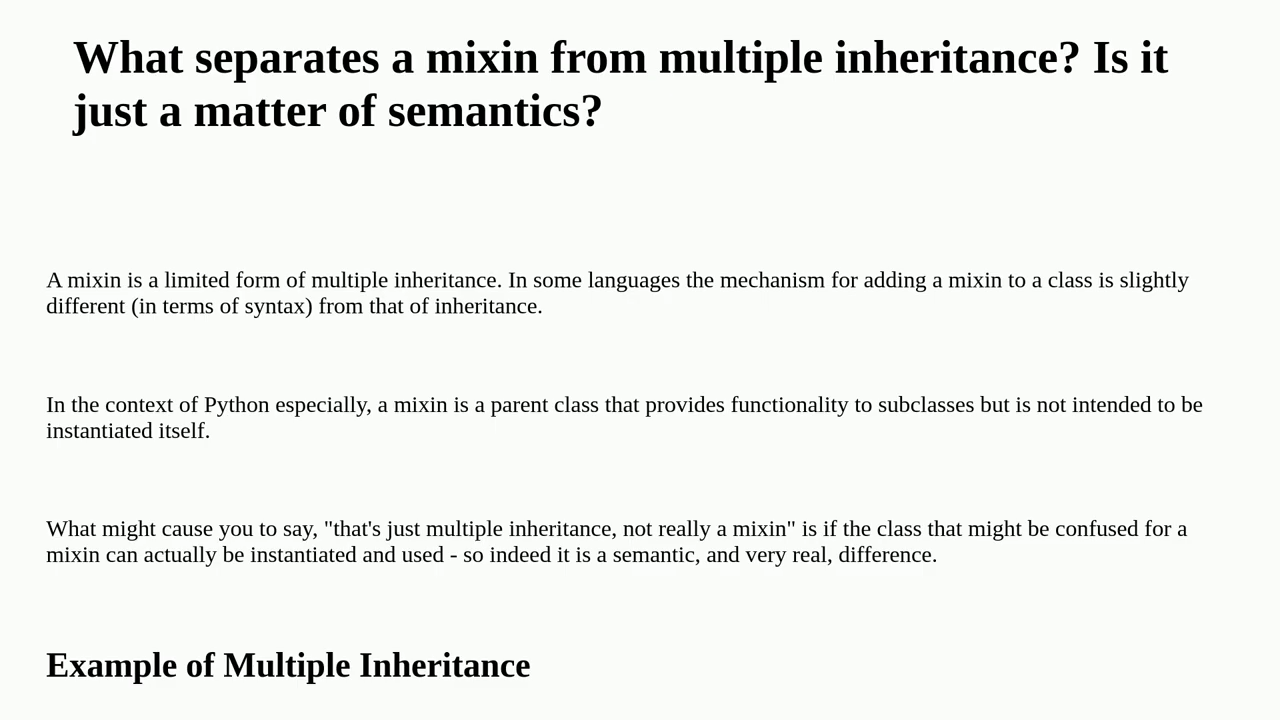 What separates a mixin from multiple inheritance? Is it
just a matter of semantics?
A mixin is a limited form of multiple inheritance. In some languages the mechanism for adding a mixin to a class is slightly
different (in terms of syntax) from that of inheritance.
In the context of Python especially, a mixin is a parent class that provides functionality to subclasses but is not intended to be
instantiated itself.
What might cause you to say, "that's just multiple inheritance, not really a mixin" is if the class that might be confused for a
mixin can actually be instantiated and used - so indeed it is a semantic, and very real, difference.
Example of Multiple Inheritance